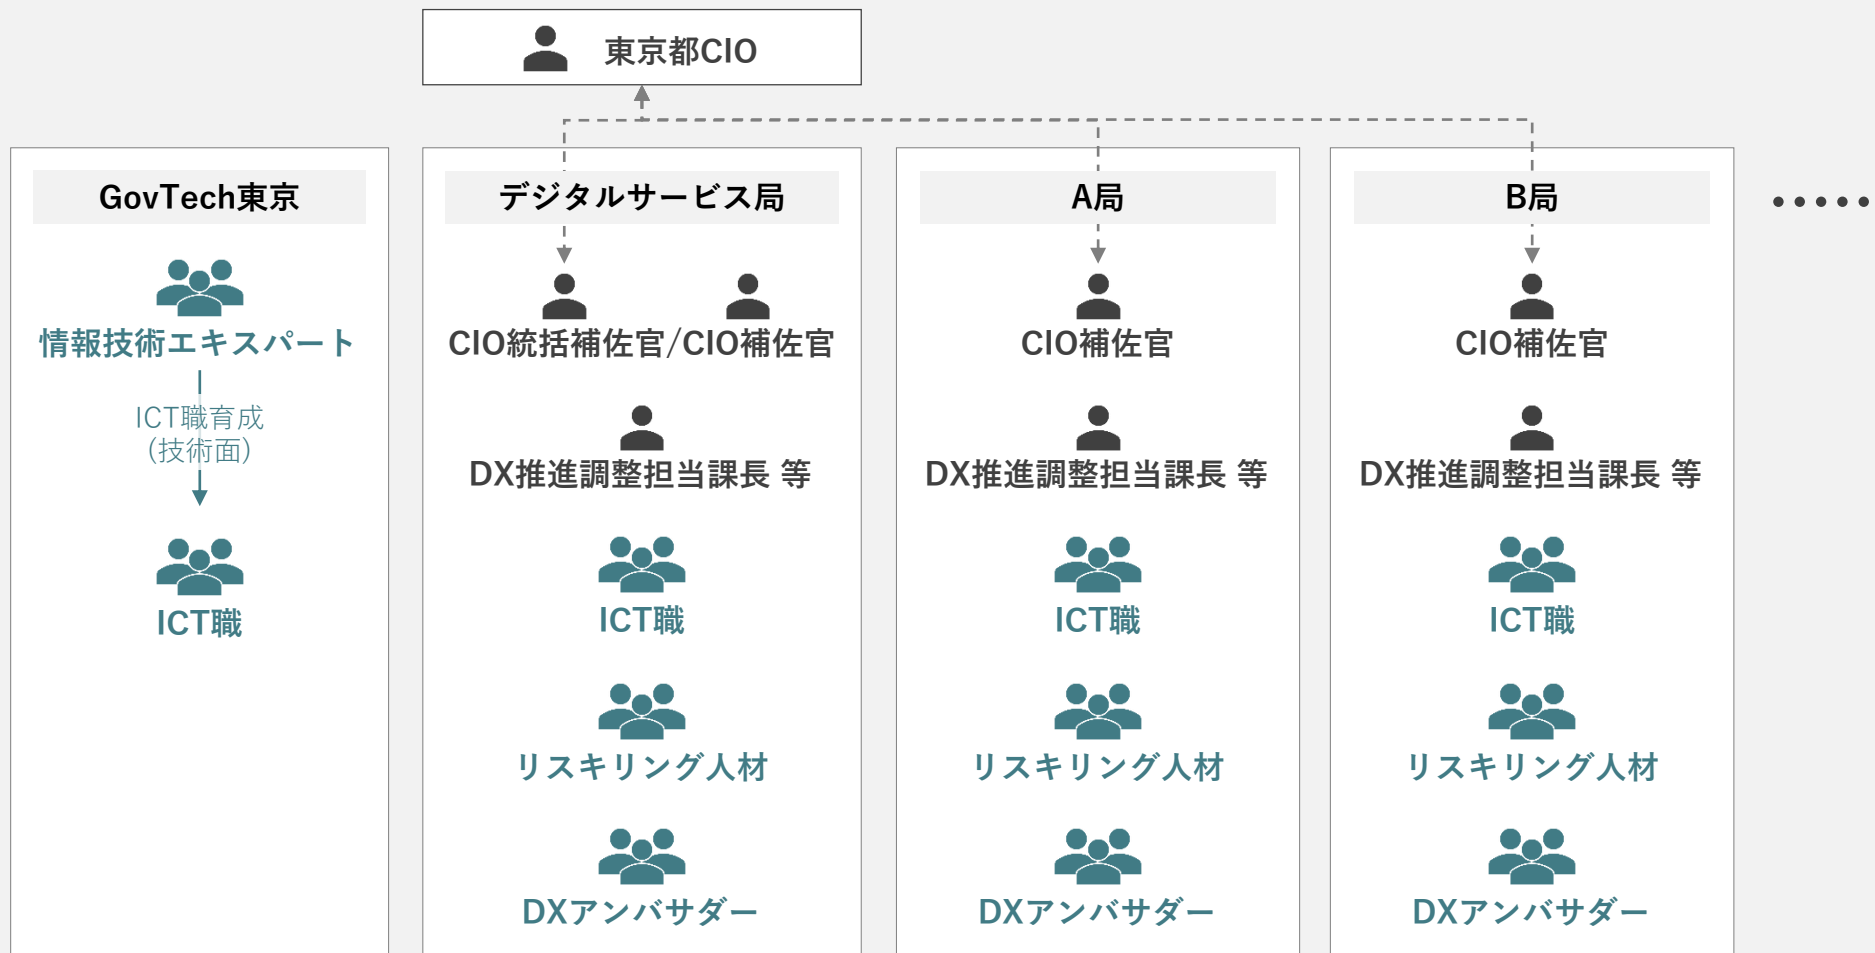 東京都CIO
GovTech東京
情報技術エキスパート
ICT職育成
(技術面)
ICT職
デジタルサービス局
CIO統括補佐官/CIO補佐官
DX推進調整担当課長 等
ICT職
リスキリング人材
DXアンバサダー
A局
CIO補佐官
DX推進調整担当課長 等
ICT職
リスキリング人材
DXアンバサダー
B局
CIO補佐官
DX推進調整担当課長 等
ICT職
リスキリング人材
DXアンバサダー
・・・・・